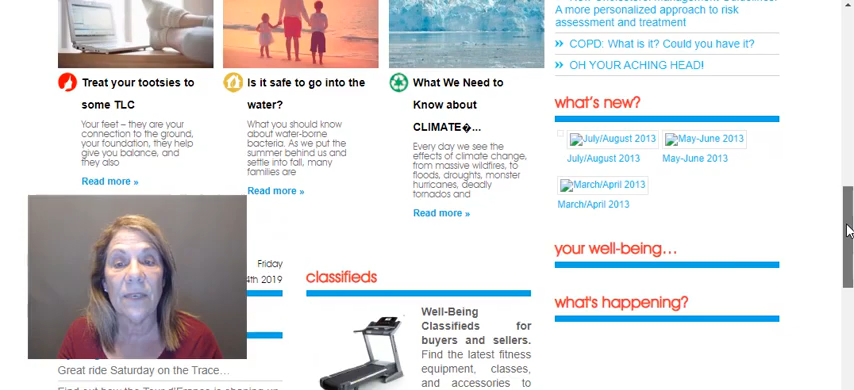 A more personalized approach to risk
assessment and treatment
COPD: What is it? Could you have it?
OH YOUR ACHING HEAD!
Treat your tootsies to
some TLC
Your feet – they are your
connection to the ground,
your foundation, they help
give you balance, and
they also
Read more »
Is it safe to go into the
water?
What you should know
about water-borne
bacteria. As we put the
summer behind us and
settle into fall, many
families are
Read more »
What We Need to
Know about
CLIMATE�...
Every day we see the
effects of climate change,
from massive wildfires, to
floods, droughts, monster
hurricanes, deadly
tornados and
Read more »
what's new?
July/August 2013
May-June 2013
July/August 2013
May-June 2013
March/April 2013
March/April 2013
your well-being...
what's happening?
Friday
4th 2019
classifieds
Well-Being
Classifieds for
buyers and sellers.
Find the latest fitness
equipment, classes,
and accessories to
Great ride Saturday on the Trace...